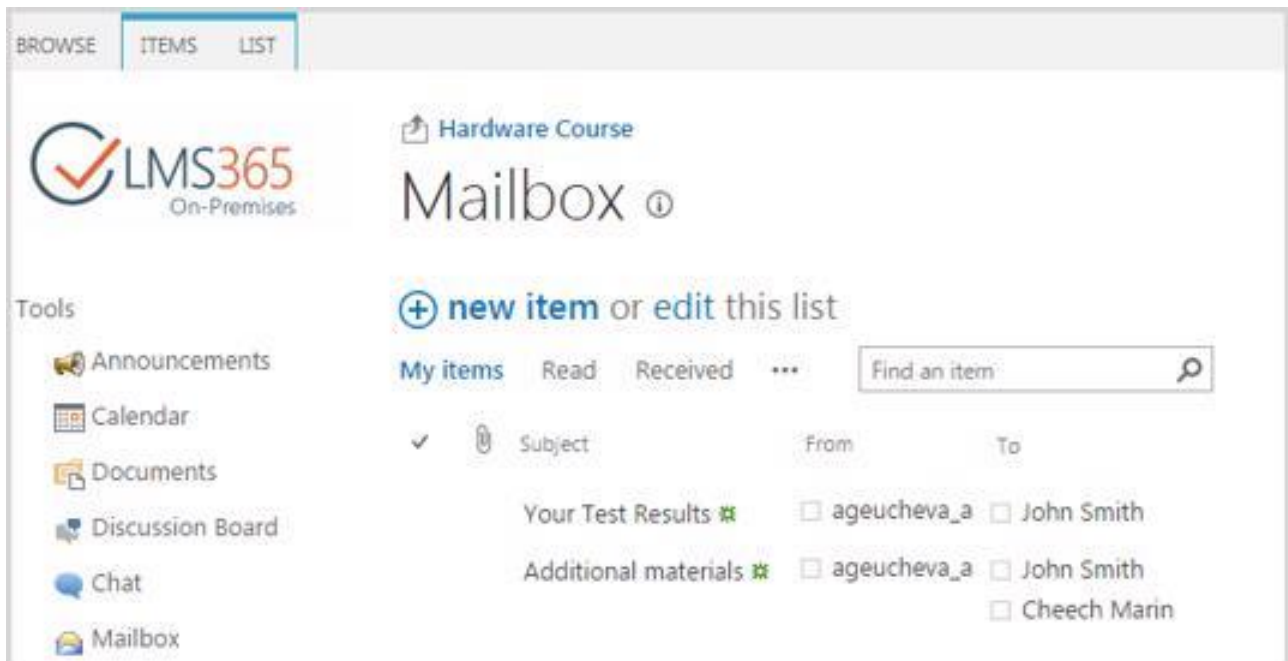 BROWSE ITEMS LIST
LMS365
On-Premises
Hardware Course
Mailbox
new item or edit this list
My items Read Received ... Find an item
Subject From To
Your Test Results ageucheva_a John Smith
Additional materials ageucheva_a John Smith
Cheech Marin
Tools
Announcements
Calendar
Documents
Discussion Board
Chat
Mailbox